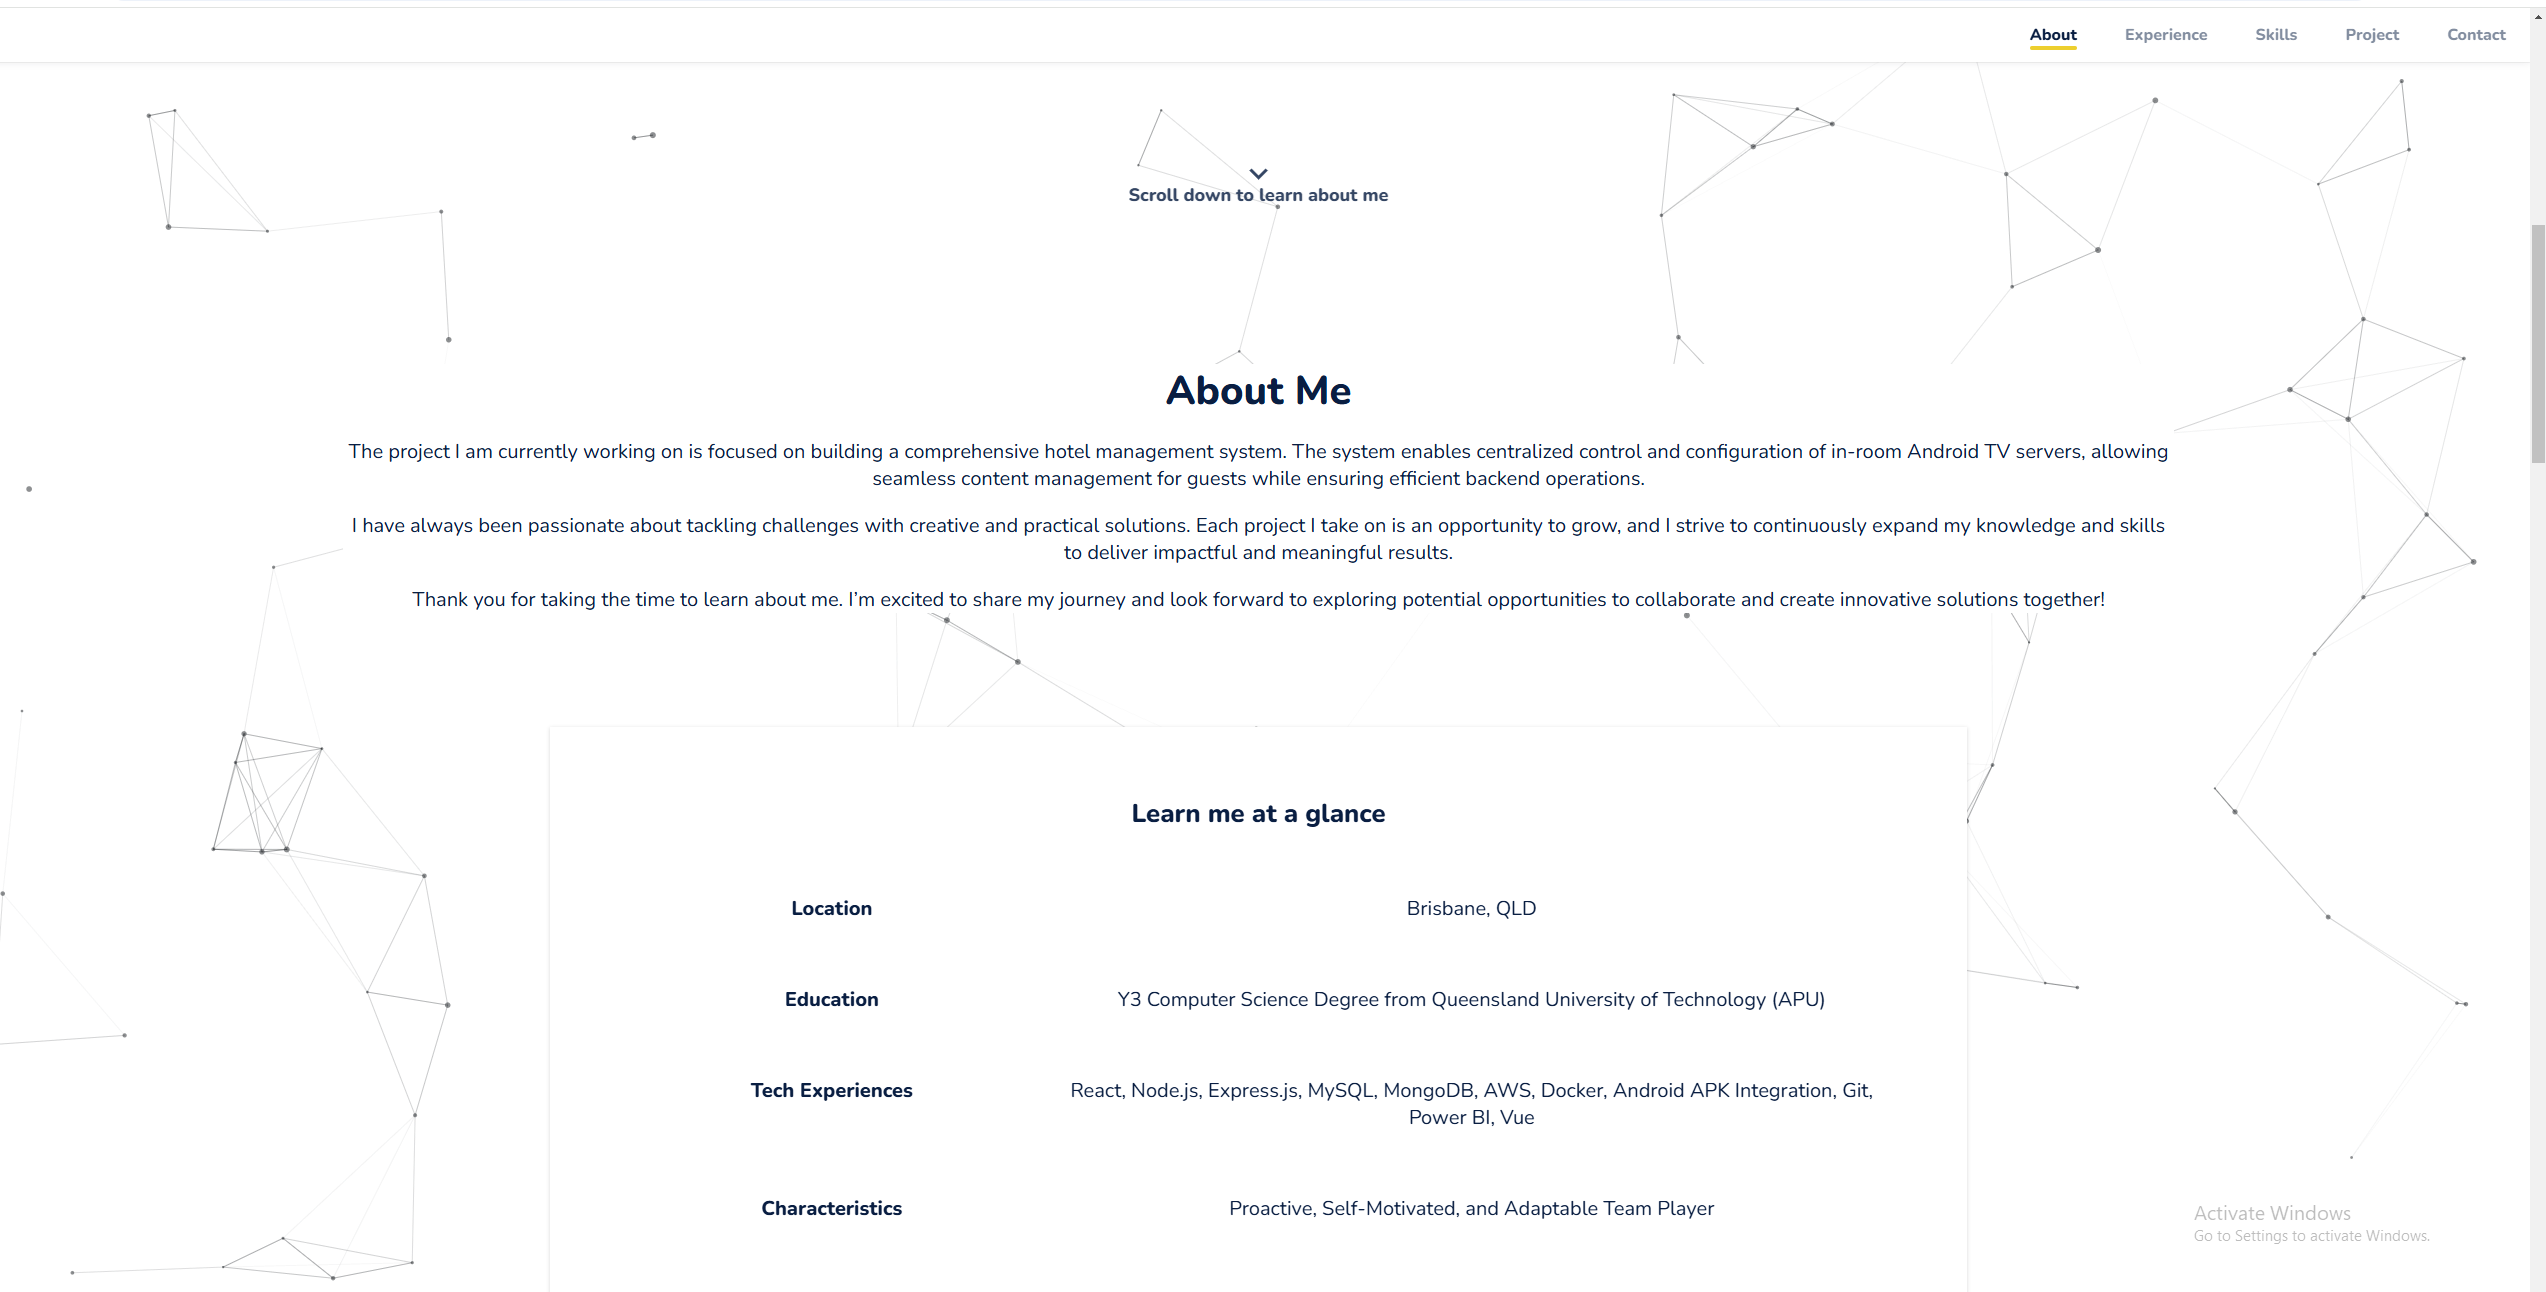 About Experience Skills Project Contact
Scroll down to learn about me
About Me
The project I am currently working on is focused on building a comprehensive hotel management system. The system enables centralized control and configuration of in-room Android TV servers, allowing
seamless content management for guests while ensuring efficient backend operations.
I have always been passionate about tackling challenges with creative and practical solutions. Each project I take on is an opportunity to grow, and I strive to continuously expand my knowledge and skills
to deliver impactful and meaningful results.
Thank you for taking the time to learn about me. I’m excited to share my journey and look forward to exploring potential opportunities to collaborate and create innovative solutions together!
Learn me at a glance
Location Brisbane, QLD
Education Y3 Computer Science Degree from Queensland University of Technology (APU)
Tech Experiences React, Node.js, Express.js, MySQL, MongoDB, AWS, Docker, Android APK Integration, Git,
Power BI, Vue
Characteristics Proactive, Self-Motivated, and Adaptable Team Player
Activate Windows
Go to Settings to activate Windows.